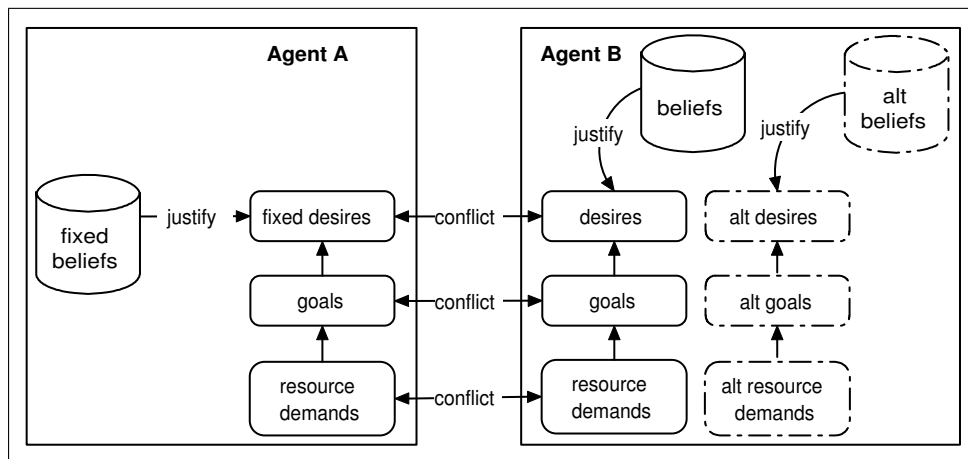 Agent A
fixed
beliefs
justify
fixed desires
goals
resource
demands
conflict
conflict
conflict
Agent B
beliefs
justify
desires
goals
resource
demands
alt
beliefs
justify
alt desires
alt goals
alt resource
demands